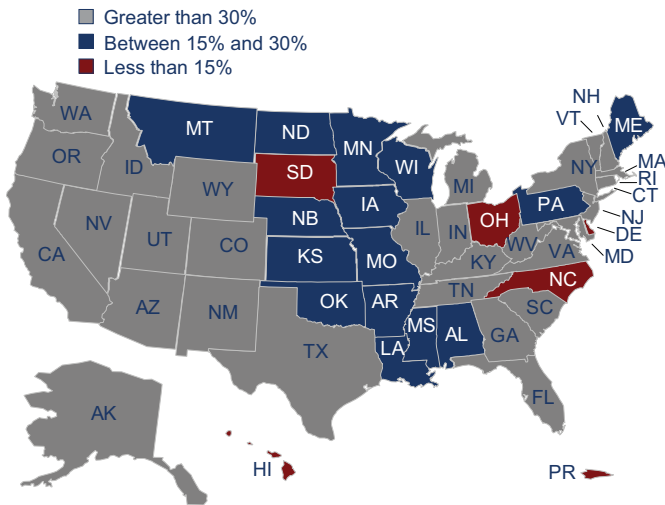 Greater than 30%
Between 15% and 30%
Less than 15%
WA
MT
ND
MN
NH
VT
ME
OR
ID
SD
WI
MI
NY
MA
RI
CT
WY
NB
IA
PA
NJ
DE
MD
NV
UT
CO
KS
MO
IL
IN
OH
WV
VA
KY
CA
AZ
NM
OK
AR
TN
NC
SC
TX
LA
MS
AL
GA
FL
AK
HI
PR